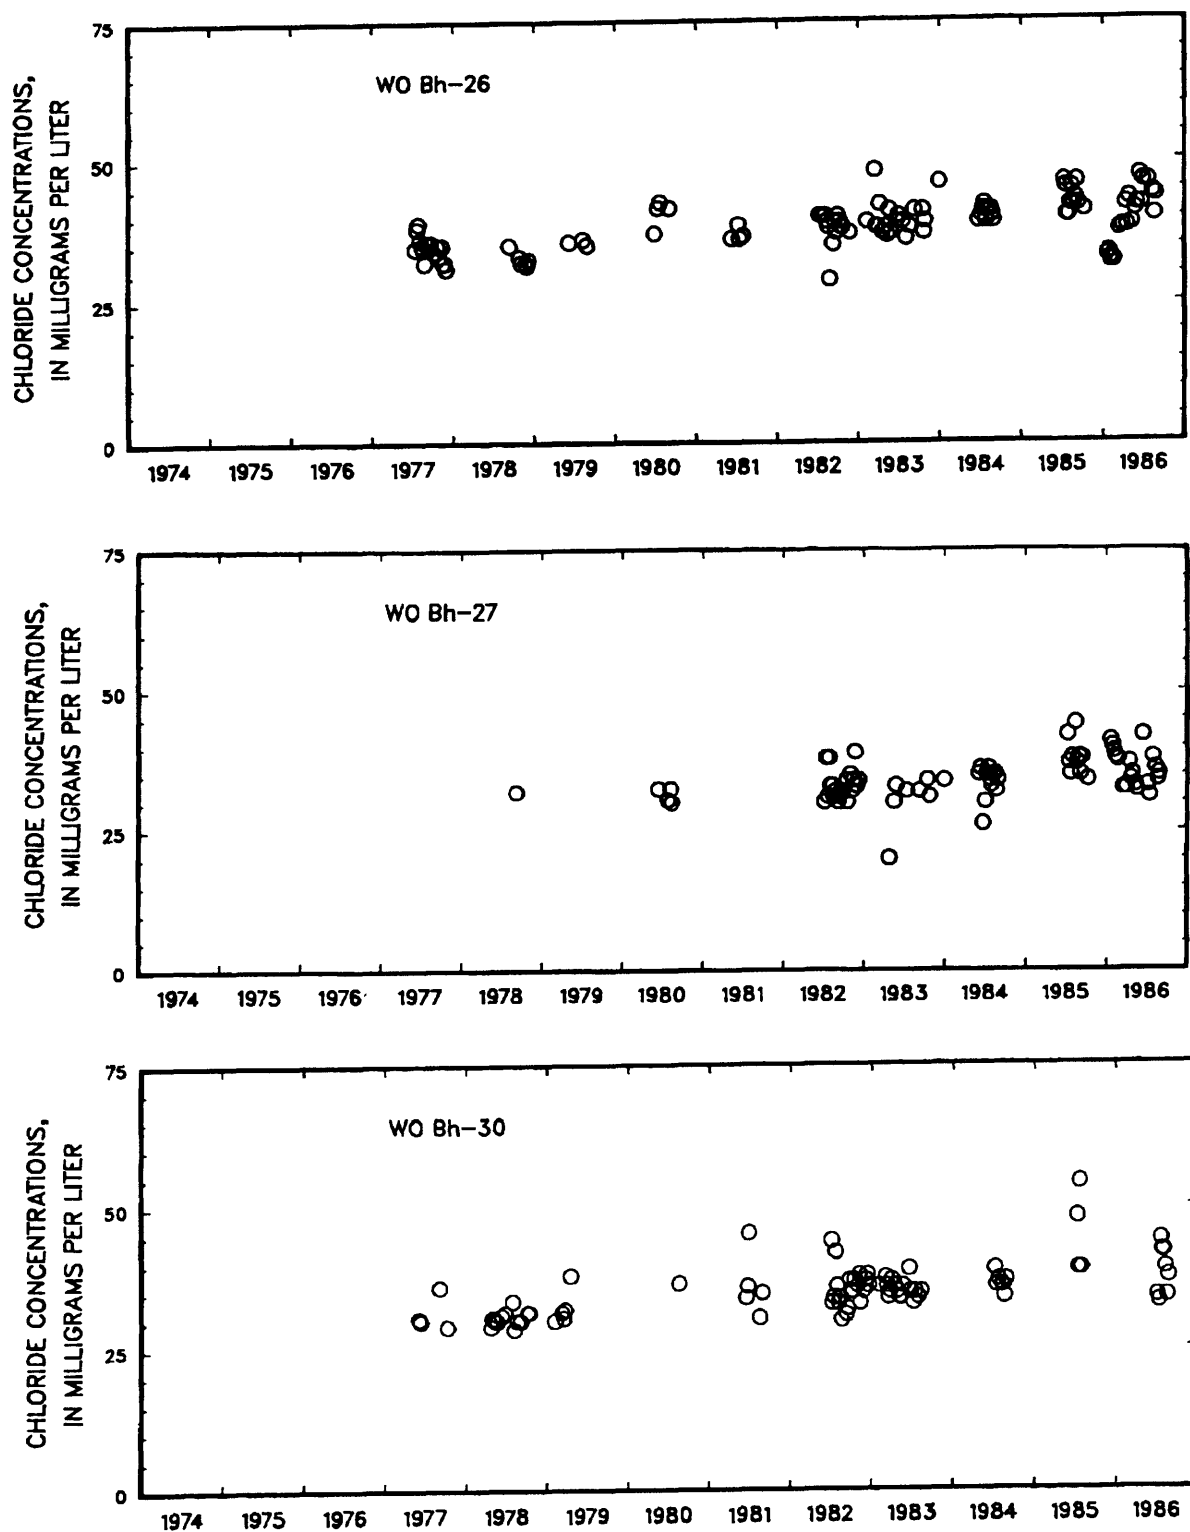 75
50
25
0
CHLORIDE CONCENTRATIONS,
IN MILLIGRAMS PER LITER
WO Bh-26
1974 1975 1976 1977 1978 1979 1980 1981 1982 1983 1984 1985 1986
75
50
25
0
CHLORIDE CONCENTRATIONS,
IN MILLIGRAMS PER LITER
WO Bh-27
1974 1975 1976 1977 1978 1979 1980 1981 1982 1983 1984 1985 1986
75
50
25
0
CHLORIDE CONCENTRATIONS,
IN MILLIGRAMS PER LITER
WO Bh-30
1974 1975 1976 1977 1978 1979 1980 1981 1982 1983 1984 1985 1986